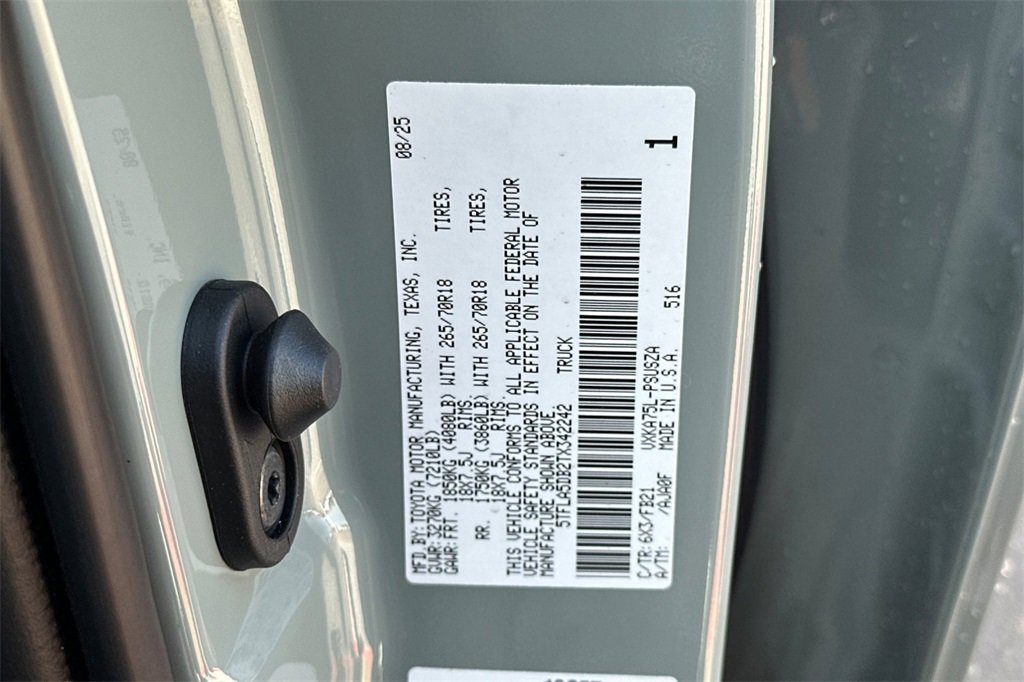 MFD.BY:TOYOTA MOTOR MANUFACTURING, TEXAS, INC. 08/25
GVWR:3270KG (7210LB)
GAWR:FRT. 1850KG (4080LB) WITH 265/70R18 TIRES,
18X7.5J RIMS.
RR. 1750KG (3860LB) WITH 265/70R18 TIRES,
18X7.5J RIMS.
THIS VEHICLE CONFORMS TO ALL APPLICABLE FEDERAL MOTOR
VEHICLE SAFETY STANDARDS IN EFFECT ON THE DATE OF
MANUFACTURE SHOWN ABOVE.
5TFLA5DB2TX342242 TRUCK
C/TR:6X3/FB21 VXKA75L-PSUSZA
A/TM: /AJ00F MADE IN U.S.A. 516
1